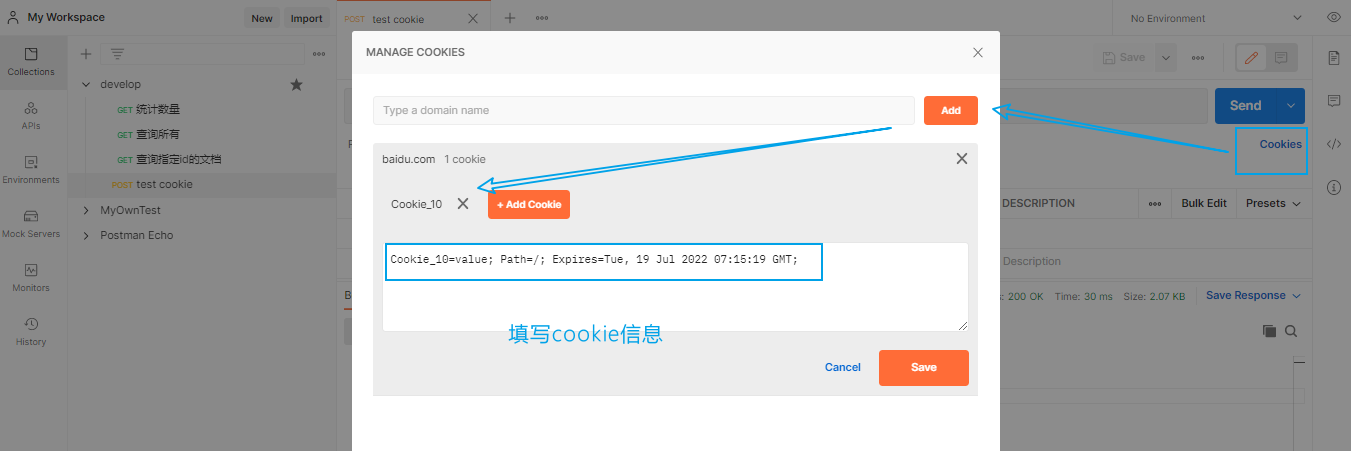 My Workspace
New
Import
POST test cookie
No Environment
Collections
APIs
Environments
Mock Servers
Monitors
History
develop
GET 统计数量
GET 查询所有
GET 查询指定id的文档
POST test cookie
MyOwnTest
Postman Echo
MANAGE COOKIES
Type a domain name
Add
baidu.com 1 cookie
Cookie_10
+ Add Cookie
Cookie_10=value; Path=/; Expires=Tue, 19 Jul 2022 07:15:19 GMT;
填写cookie信息
Cancel
Save
Save
Send
Cookies
DESCRIPTION
Bulk Edit
Presets
Description
200 OK Time: 30 ms Size: 2.07 KB
Save Response